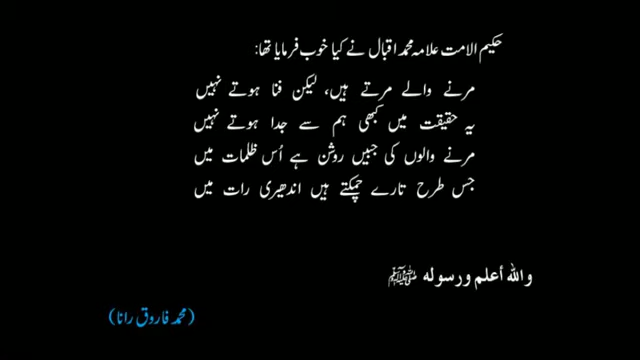 حکیم الامت علامہ محمد اقبال نے کیا خوب فرمایا تھا:
مرنے والے مرتے ہیں، لیکن فنا ہوتے نہیں
یہ حقیقت میں کبھی ہم سے جدا ہوتے نہیں
مرنے والوں کی جبیں روشن ہے اُس ظلمات میں
جس طرح تارے چمکتے ہیں اندھیری رات میں
والله أعلم ورسوله ﷺ
(محمد فاروق رانا)